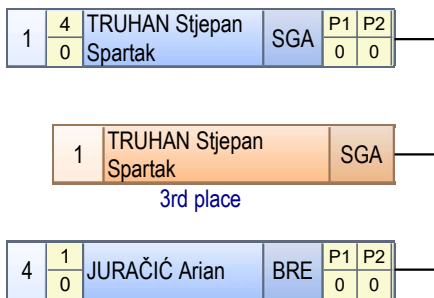 1 4 TRUHAN Stjepan SGA P1 P2
0 Spartak 0 0
1 TRUHAN Stjepan SGA
Spartak
3rd place
4 1 JURAČIĆ Arian BRE P1 P2
0 0 0